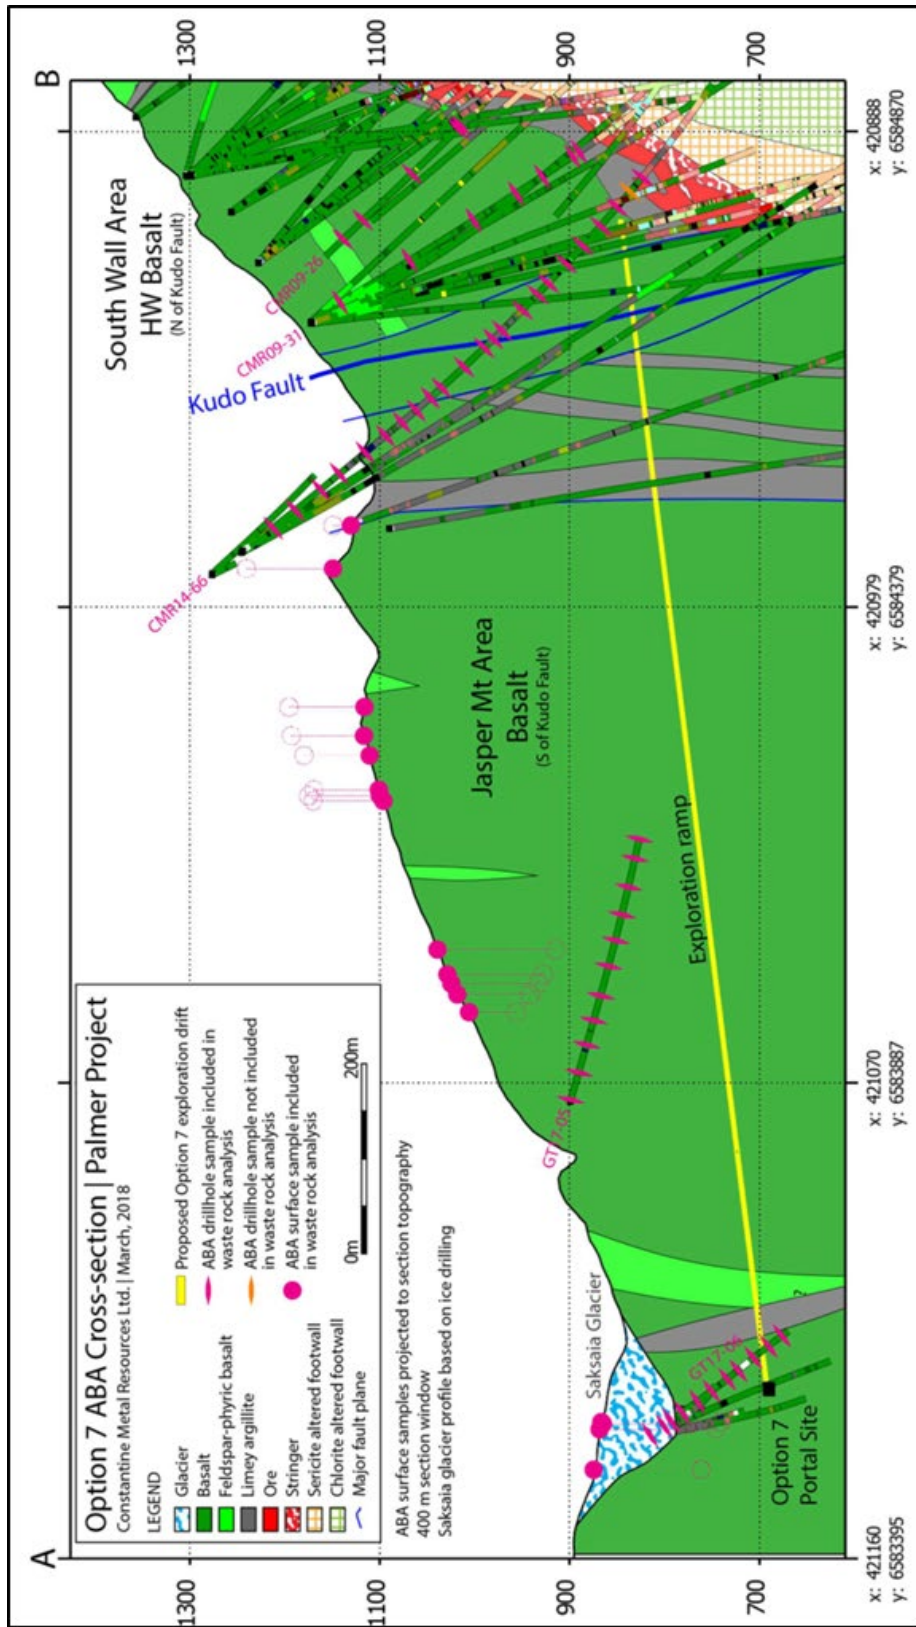 Option 7 ABA Cross-section | Palmer Project
Constantine Metal Resources Ltd. | March, 2018
LEGEND
Glacier
Basalt
Feldspar-phyric basalt
Limey argillite
Ore
Stringer
Sericite altered footwall
Chlorite altered footwall
Major fault plane
Proposed Option 7 exploration drift
ABA drillhole sample included in
waste rock analysis
ABA drillhole sample not included
in waste rock analysis
ABA surface sample included
in waste rock analysis
0m
200m
ABA surface samples projected to section topography
400 m section window
Saksaia glacier profile based on ice drilling
A
B
1300
1100
900
700
1300
1100
900
700
South Wall Area
HW Basalt
(N of Kudo Fault)
CMR09-26
CMR09-31
Kudo Fault
CMR14-66
Jasper Mt Area
Basalt
(S of Kudo Fault)
Exploration ramp
GT17-05
Saksaia Glacier
GT17-06
?
Option 7
Portal Site
x: 421160
y: 6583395
x: 421070
y: 6583887
x: 420979
y: 6584379
x: 420888
y: 6584870